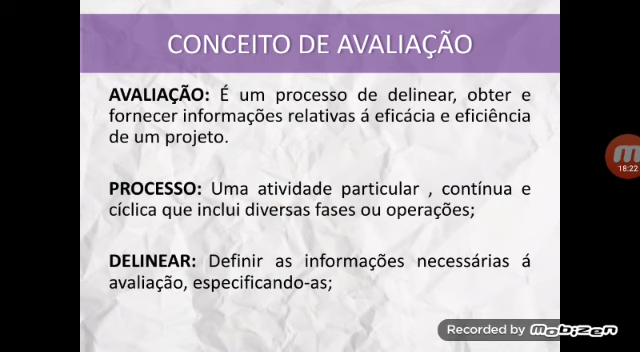 CONCEITO DE AVALIAÇÃO
AVALIAÇÃO: É um processo de delinear, obter e
fornecer informações relativas á eficácia e eficiência
de um projeto.
PROCESSO: Uma atividade particular , contínua e
cíclica que inclui diversas fases ou operações;
DELINEAR: Definir as informações necessárias á
avaliação, especificando-as;
18:22
Recorded by mobizen